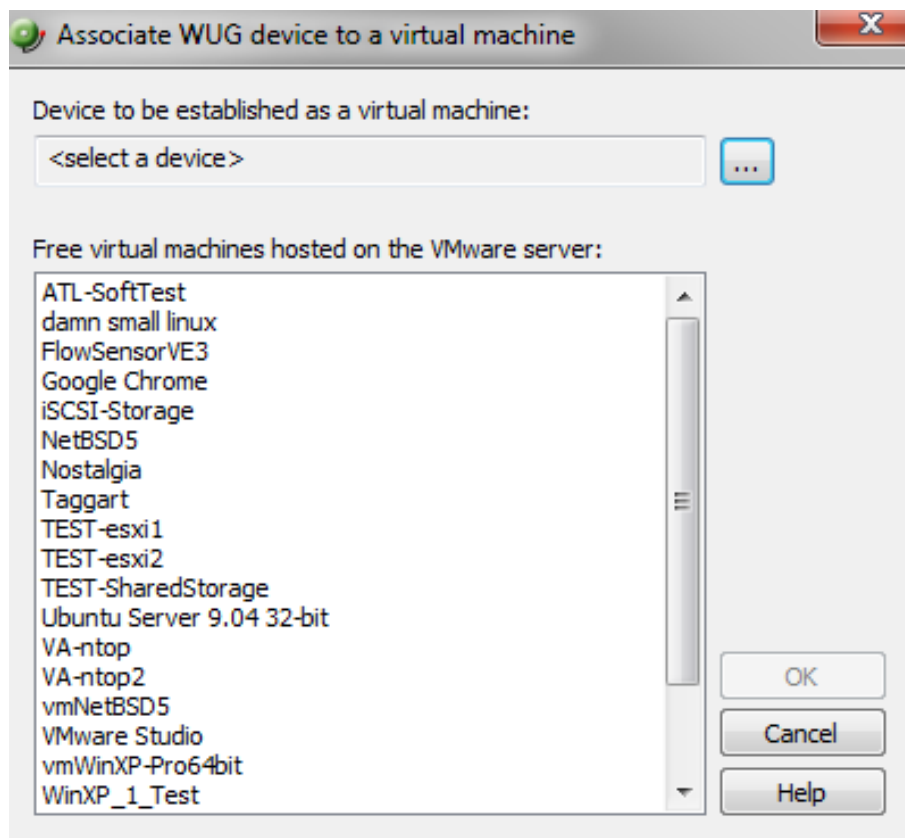 Associate WUG device to a virtual machine
Device to be established as a virtual machine:
<select a device>
...
Free virtual machines hosted on the VMware server:
ATL-SoftTest
damn small linux
FlowSensorVE3
Google Chrome
iSCSI-Storage
NetBSD5
Nostalgia
Taggart
TEST-esxi1
TEST-esxi2
TEST-SharedStorage
Ubuntu Server 9.04 32-bit
VA-ntop
VA-ntop2
vmNetBSD5
VMware Studio
vmWinXP-Pro64bit
WinXP_1_Test
OK
Cancel
Help